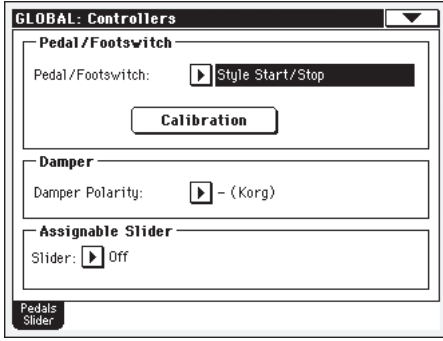 GLOBAL: Controllers
Pedal/Footswitch
Pedal/Footswitch: Style Start/Stop
Calibration
Damper
Damper Polarity: - (Korg)
Assignable Slider
Slider: Off
Pedals
Slider